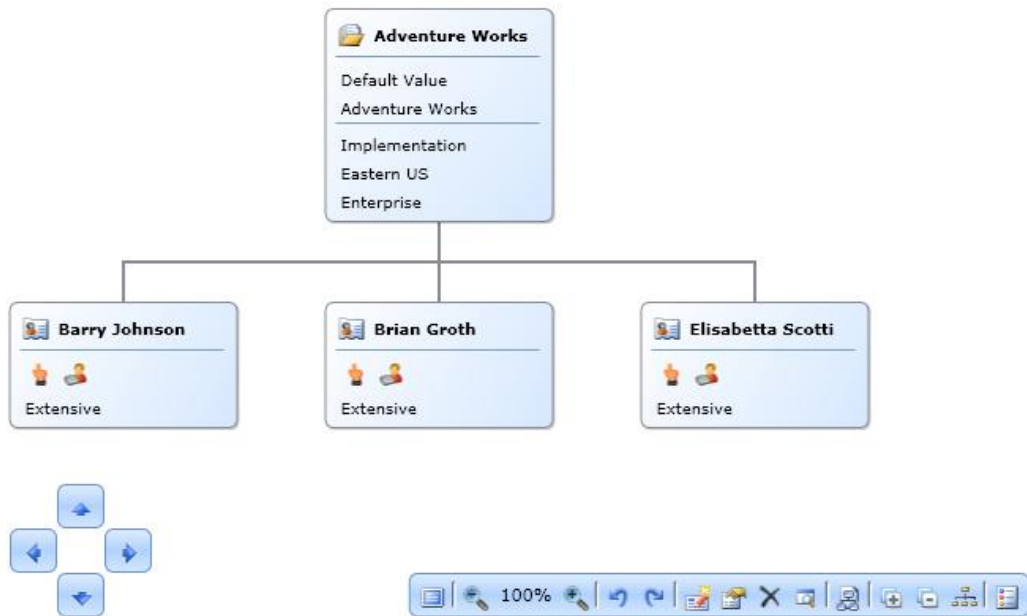 Adventure Works
Default Value
Adventure Works
Implementation
Eastern US
Enterprise
Barry Johnson
Extensive
Brian Groth
Extensive
Elisabetta Scotti
Extensive
100%